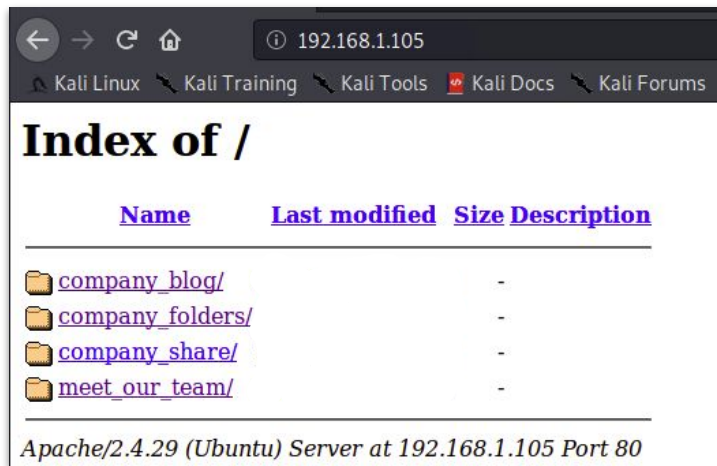 192.168.1.105
Kali Linux Kali Training Kali Tools Kali Docs Kali Forums
Index of /
Name Last modified Size Description
company_blog/ -
company_folders/ -
company_share/ -
meet_our_team/ -
Apache/2.4.29 (Ubuntu) Server at 192.168.1.105 Port 80